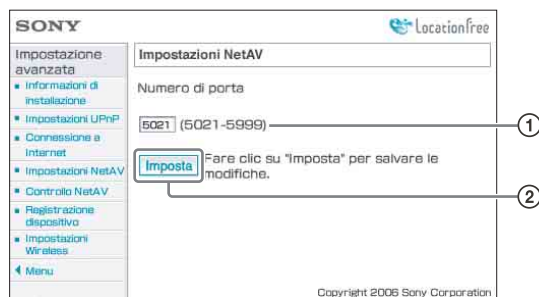 SONY
LocationFree
Impostazione
avanzata
Informazioni di
installazione
Impostazioni UPnP
Connessione a
Internet
Impostazioni NetAV
Controllo NetAV
Registrazione
dispositivo
Impostazioni
Wireless
Menu
Impostazioni NetAV
Numero di porta
5021 (5021-5999)
①
Imposta Fare clic su "Imposta" per salvare le
modifiche.
②
Copyright 2006 Sony Corporation